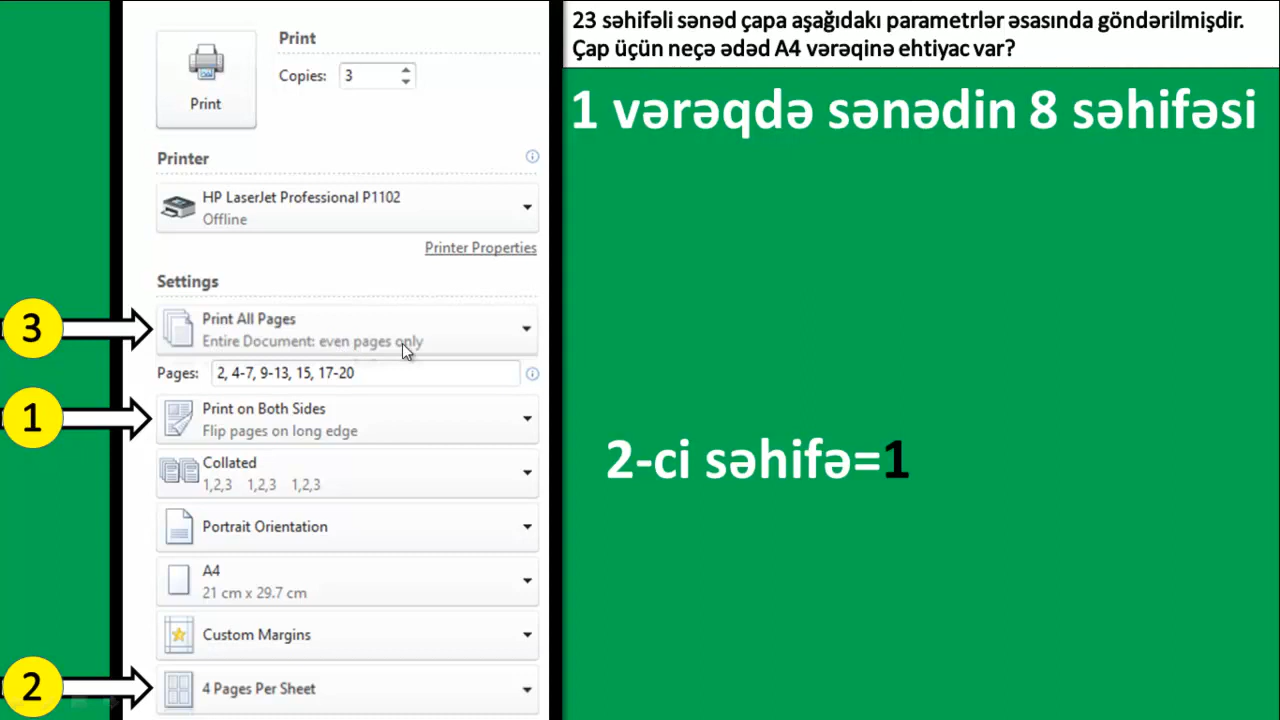 23 səhifəli sənəd çapa aşağıdakı parametrlər əsasında göndərilmişdir.
Çap üçün neçə ədəd A4 vərəqinə ehtiyac var?
1 vərəqdə sənədin 8 səhifəsi
2-ci səhifə=1
Print
Print
Copies: 3
Printer
HP LaserJet Professional P1102
Offline
Printer Properties
Settings
3
Print All Pages
Entire Document: even pages only
Pages: 2, 4-7, 9-13, 15, 17-20
1
Print on Both Sides
Flip pages on long edge
Collated
1,2,3 1,2,3 1,2,3
Portrait Orientation
A4
21 cm x 29.7 cm
Custom Margins
2
4 Pages Per Sheet